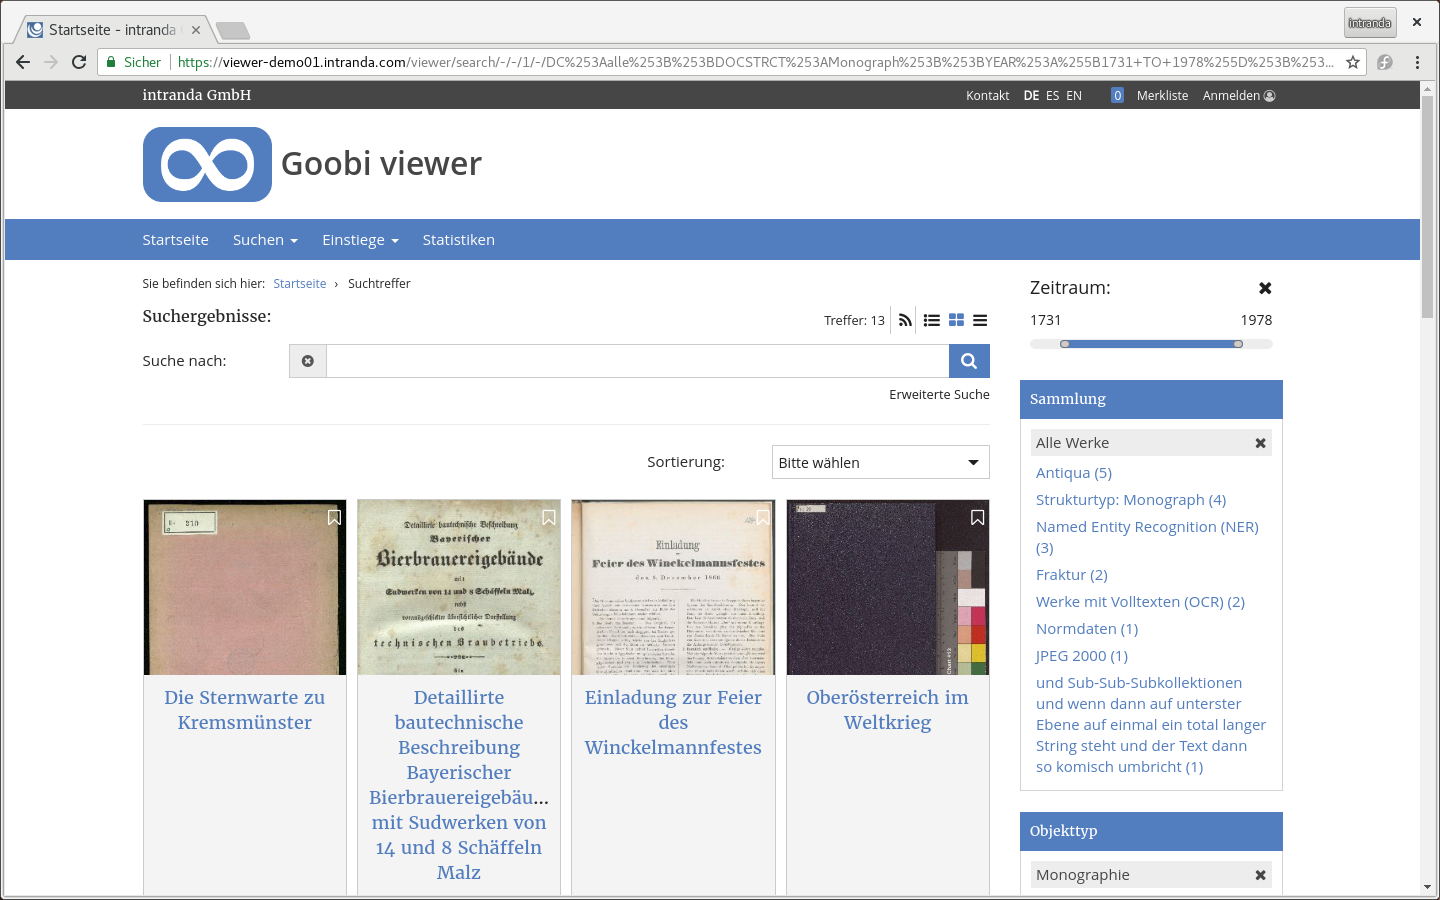 Startseite - intranda
intranda
Sicher
https://viewer-demo01.intranda.com/viewer/search/-/-/1/-/DC%253Aalle%253B%253BDOCSTRCT%253AMonograph%253B%253BYEAR%253A%255B1731+TO+1978%255D%253B%253...
intranda GmbH
Kontakt DE ES EN 0 Merkliste Anmelden
Goobi viewer
Startseite Suchen Einstiege Statistiken
Sie befinden sich hier: Startseite › Suchtreffer
Suchergebnisse:
Treffer: 13
Suche nach:
Erweiterte Suche
Sortierung: Bitte wählen
210
Detaillirte bautechnische Beschreibung
Bayerischer
Bierbrauereigebände
mit
Sudwerken von 14 und 8 Schäffeln Malz,
nebst
technischen Braubetriebs.
Einladung
Feier des Winckelmannsfestes
Die Sternwarte zu
Kremsmünster
Detaillirte
bautechnische
Beschreibung
Bayerischer
Bierbrauereigebäu...
mit Sudwerken von
14 und 8 Schäffeln
Malz
Einladung zur Feier
des
Winckelmannfestes
Oberösterreich im
Weltkrieg
Zeitraum:
1731 1978
Sammlung
Alle Werke
Antiqua (5)
Strukturtyp: Monograph (4)
Named Entity Recognition (NER)
(3)
Fraktur (2)
Werke mit Volltexten (OCR) (2)
Normdaten (1)
JPEG 2000 (1)
und Sub-Sub-Subkollektionen
und wenn dann auf unterster
Ebene auf einmal ein total langer
String steht und der Text dann
so komisch umbricht (1)
Objekttyp
Monographie